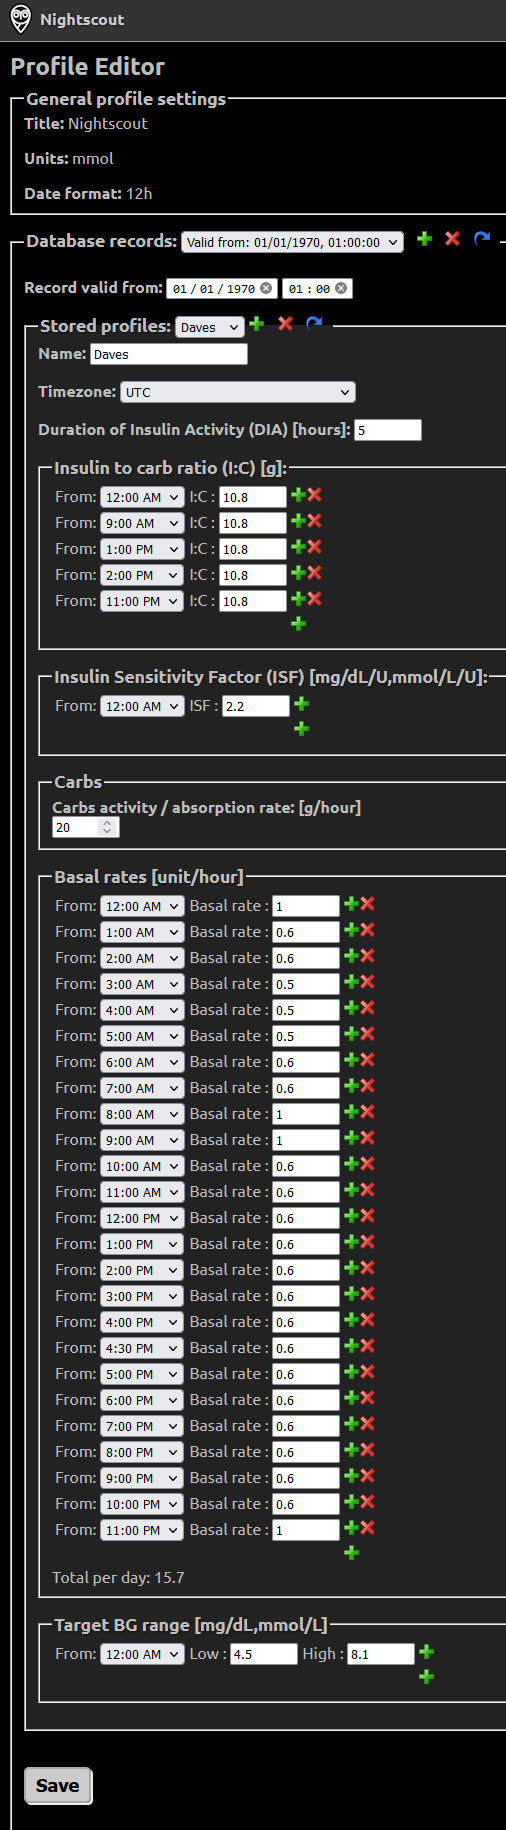 Nightscout
Profile Editor
General profile settings
Title: Nightscout
Units: mmol
Date format: 12h
Database records: Valid from: 01/01/1970, 01:00:00
Record valid from: 01 / 01 / 1970 01 : 00
Stored profiles: Daves
Name: Daves
Timezone: UTC
Duration of Insulin Activity (DIA) [hours]: 5
Insulin to carb ratio (I:C) [g]:
From: 12:00 AM I:C : 10.8
From: 9:00 AM I:C : 10.8
From: 1:00 PM I:C : 10.8
From: 2:00 PM I:C : 10.8
From: 11:00 PM I:C : 10.8
Insulin Sensitivity Factor (ISF) [mg/dL/U,mmol/L/U]:
From: 12:00 AM ISF : 2.2
Carbs
Carbs activity / absorption rate: [g/hour]
20
Basal rates [unit/hour]
From: 12:00 AM Basal rate : 1
From: 1:00 AM Basal rate : 0.6
From: 2:00 AM Basal rate : 0.6
From: 3:00 AM Basal rate : 0.5
From: 4:00 AM Basal rate : 0.5
From: 5:00 AM Basal rate : 0.5
From: 6:00 AM Basal rate : 0.6
From: 7:00 AM Basal rate : 0.6
From: 8:00 AM Basal rate : 1
From: 9:00 AM Basal rate : 1
From: 10:00 AM Basal rate : 0.6
From: 11:00 AM Basal rate : 0.6
From: 12:00 PM Basal rate : 0.6
From: 1:00 PM Basal rate : 0.6
From: 2:00 PM Basal rate : 0.6
From: 3:00 PM Basal rate : 0.6
From: 4:00 PM Basal rate : 0.6
From: 4:30 PM Basal rate : 0.6
From: 5:00 PM Basal rate : 0.6
From: 6:00 PM Basal rate : 0.6
From: 7:00 PM Basal rate : 0.6
From: 8:00 PM Basal rate : 0.6
From: 9:00 PM Basal rate : 0.6
From: 10:00 PM Basal rate : 0.6
From: 11:00 PM Basal rate : 1
Total per day: 15.7
Target BG range [mg/dL,mmol/L]
From: 12:00 AM Low : 4.5 High : 8.1
Save